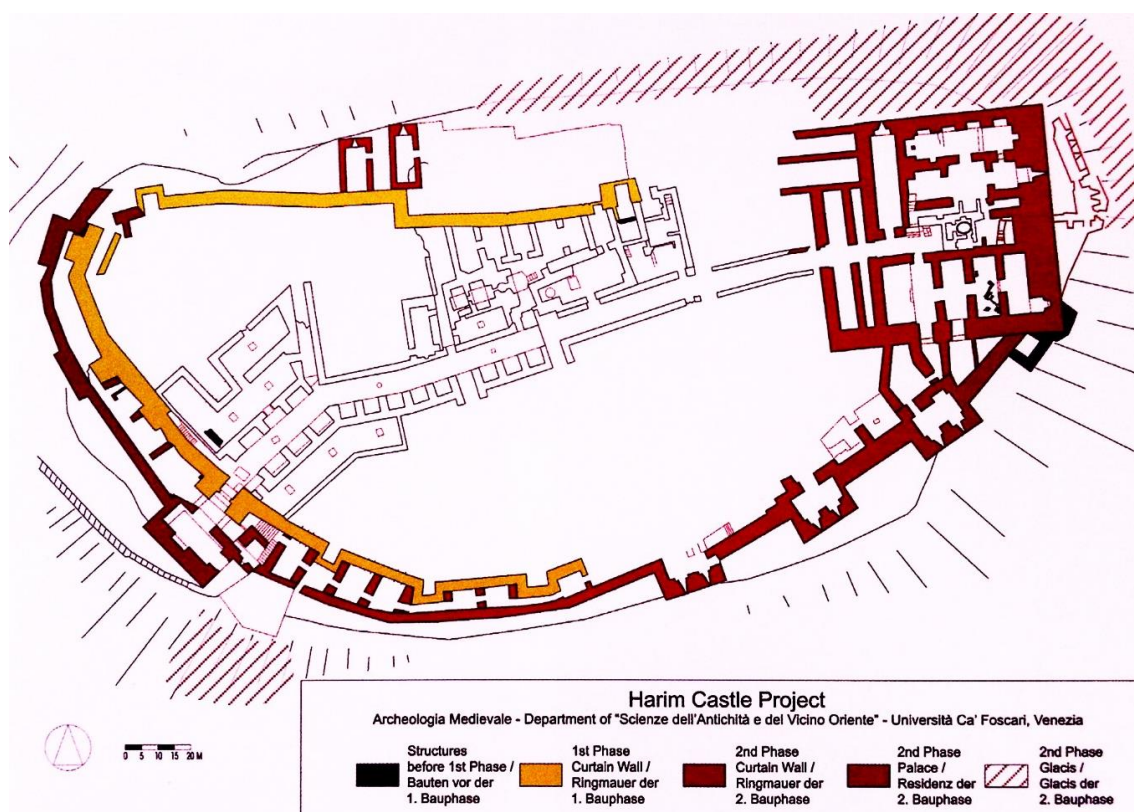 Harim Castle Project
Archeologia Medievale - Department of "Scienze dell'Antichità e del Vicino Oriente" - Università Ca' Foscari, Venezia
Structures
before 1st Phase /
Bauten vor der
1. Bauphase
1st Phase
Curtain Wall /
Ringmauer der
1. Bauphase
2nd Phase
Curtain Wall /
Ringmauer der
2. Bauphase
2nd Phase
Palace /
Residenz der
2. Bauphase
2nd Phase
Glacis /
Glacis der
2. Bauphase
0 5 10 15 20 M